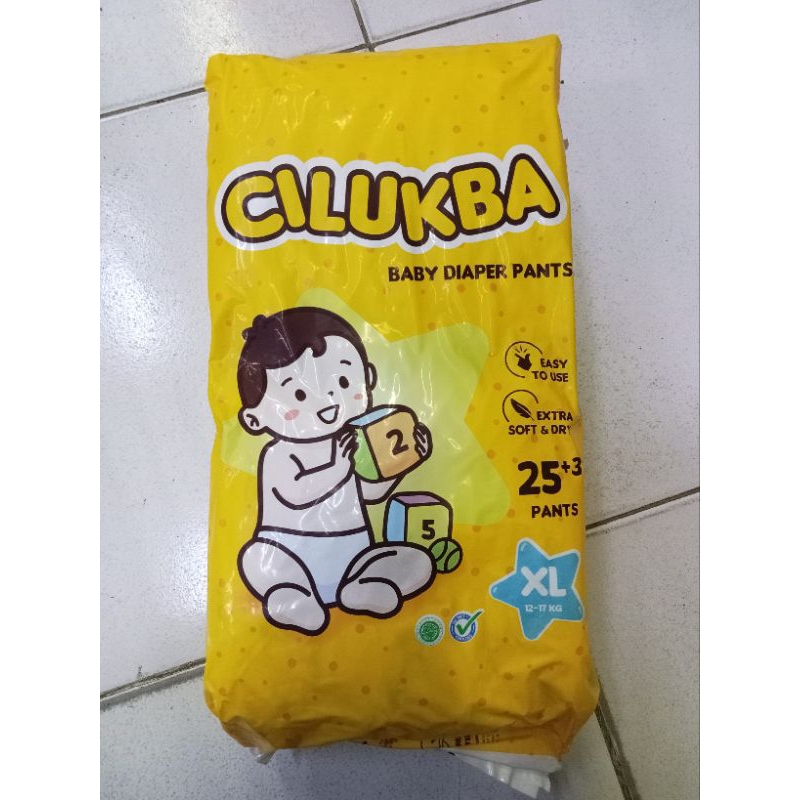 CILUKBA
BABY DIAPER PANTS
EASY
TO USE
EXTRA
SOFT & DRY
2
25+3
PANTS
5
XL
12-17 KG